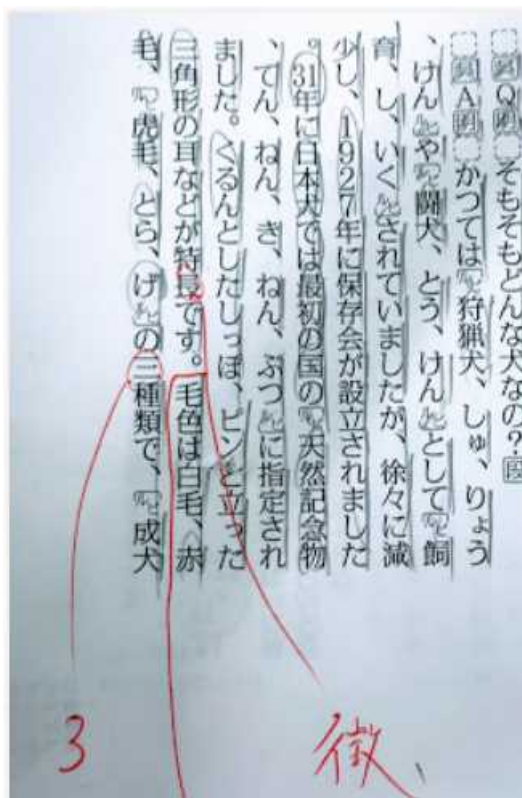 Q そもそもどんな犬なの?
A かつては狩猟犬、しゅ、りょう
、けんや闘犬、とう、けんとして飼
育、し、いくされていましたが、徐々に減
少し、1927年に保存会が設立されました
。31年に日本犬では最初の国の天然記念物
、てん、ねん、き、ねん、ぶつに指定され
ました。くるんとしたしっぽ、ピンと立った
三角形の耳などが特長です。毛色は白毛、赤
毛、虎毛、とら、げの三種類で、成犬
徴
3